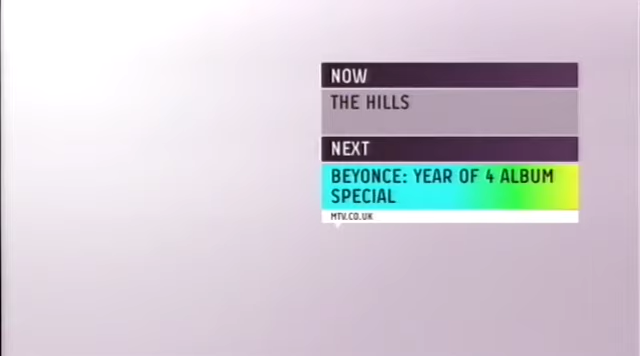 NOW
THE HILLS
NEXT
BEYONCE: YEAR OF 4 ALBUM
SPECIAL
MTV.CO.UK